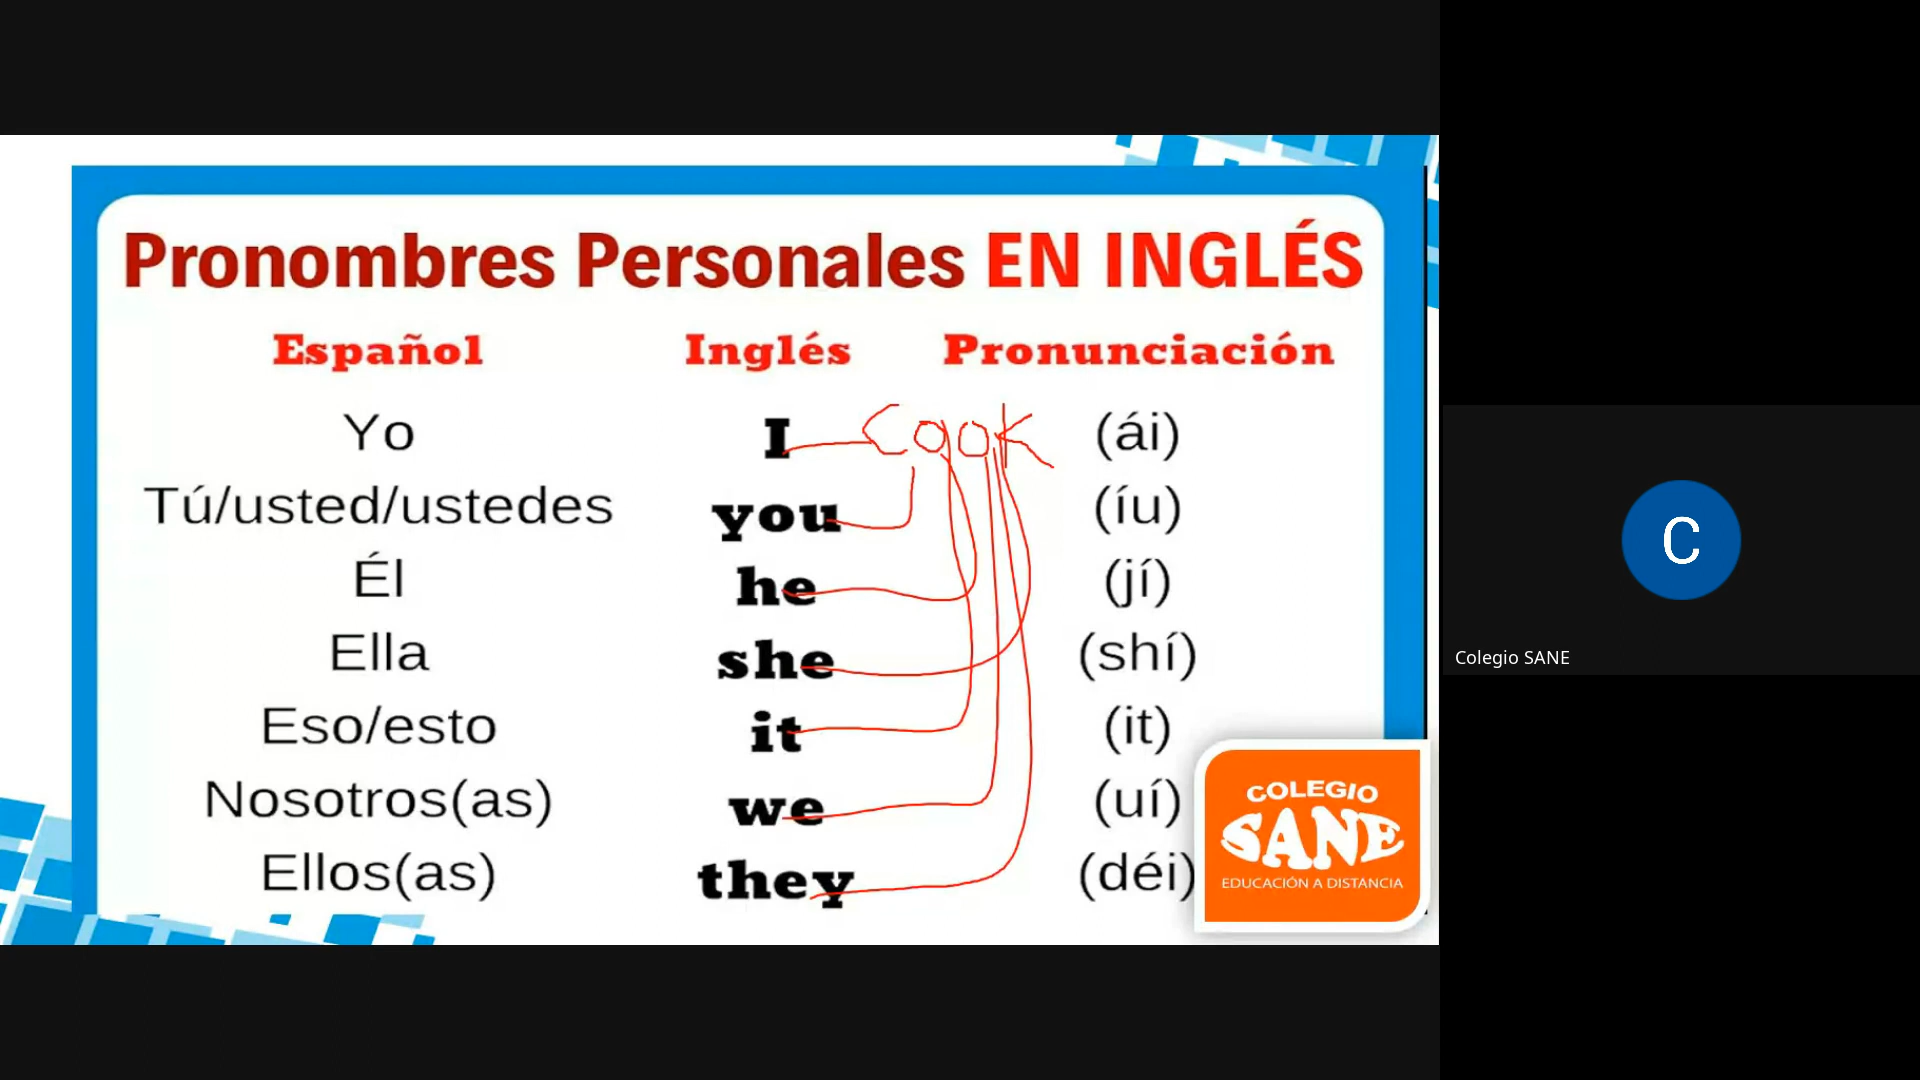 Pronombres Personales EN INGLÉS
Español Inglés Pronunciación
Yo I COOK (ái)
Tú/usted/ustedes you (íu)
Él he (jí)
Ella she (shí)
Eso/esto it (it)
Nosotros(as) we (uí)
Ellos(as) they (déi)
COLEGIO
SANE
EDUCACIÓN A DISTANCIA
C
Colegio SANE